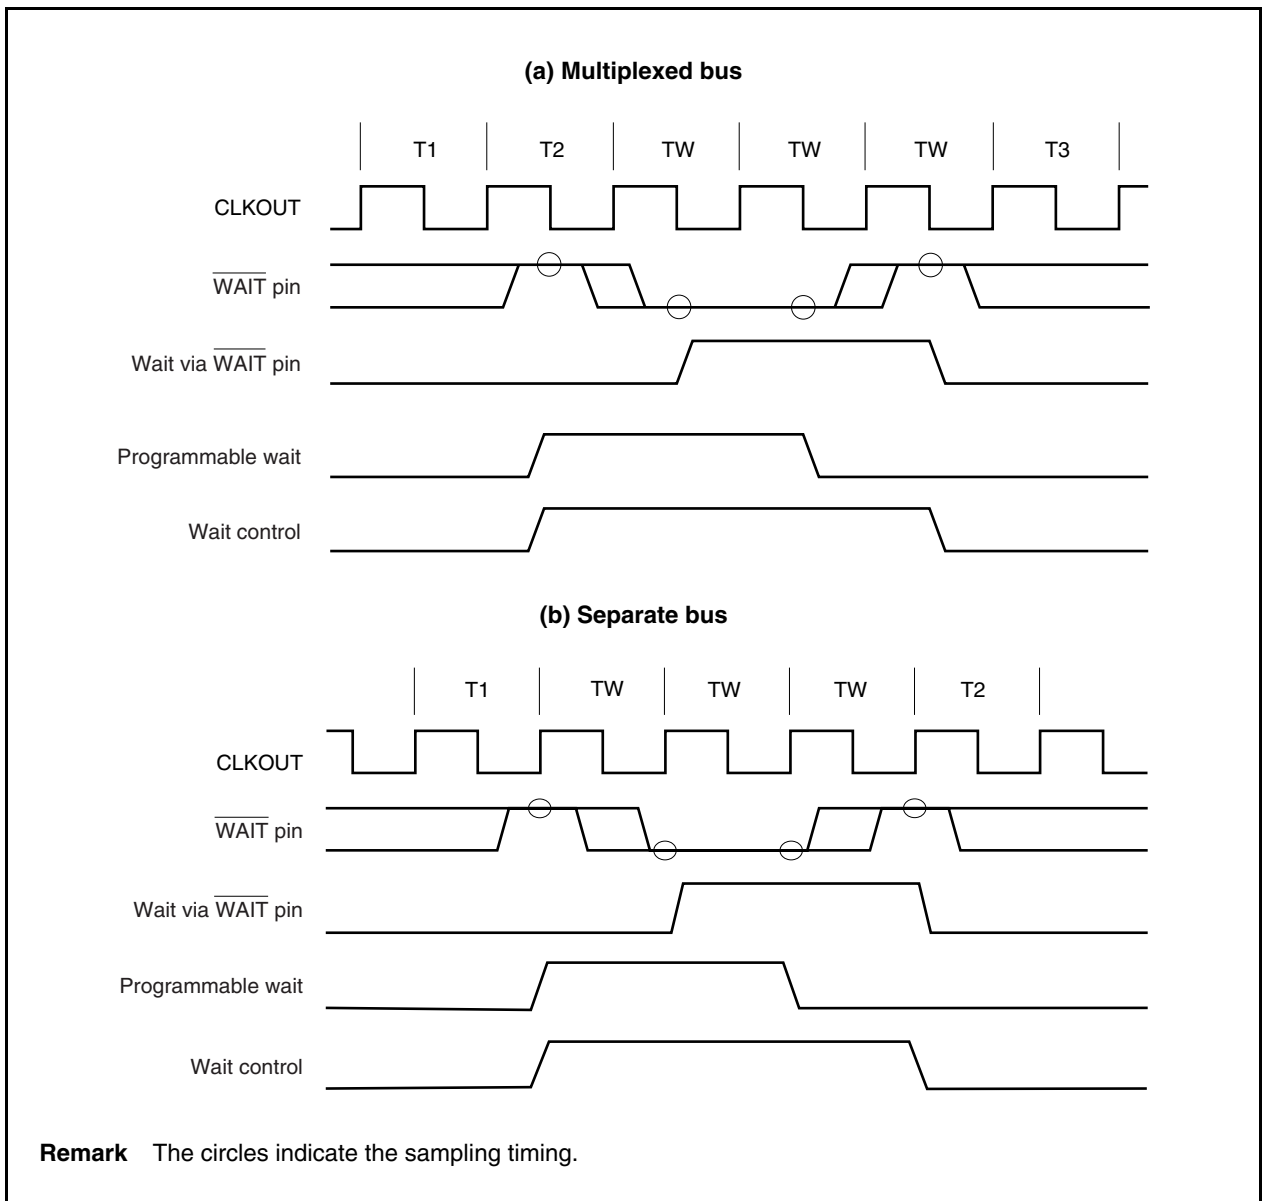 (a) Multiplexed bus
T1 T2 TW TW TW T3
CLKOUT
WAIT pin
Wait via WAIT pin
Programmable wait
Wait control
(b) Separate bus
T1 TW TW TW T2
CLKOUT
WAIT pin
Wait via WAIT pin
Programmable wait
Wait control
Remark The circles indicate the sampling timing.